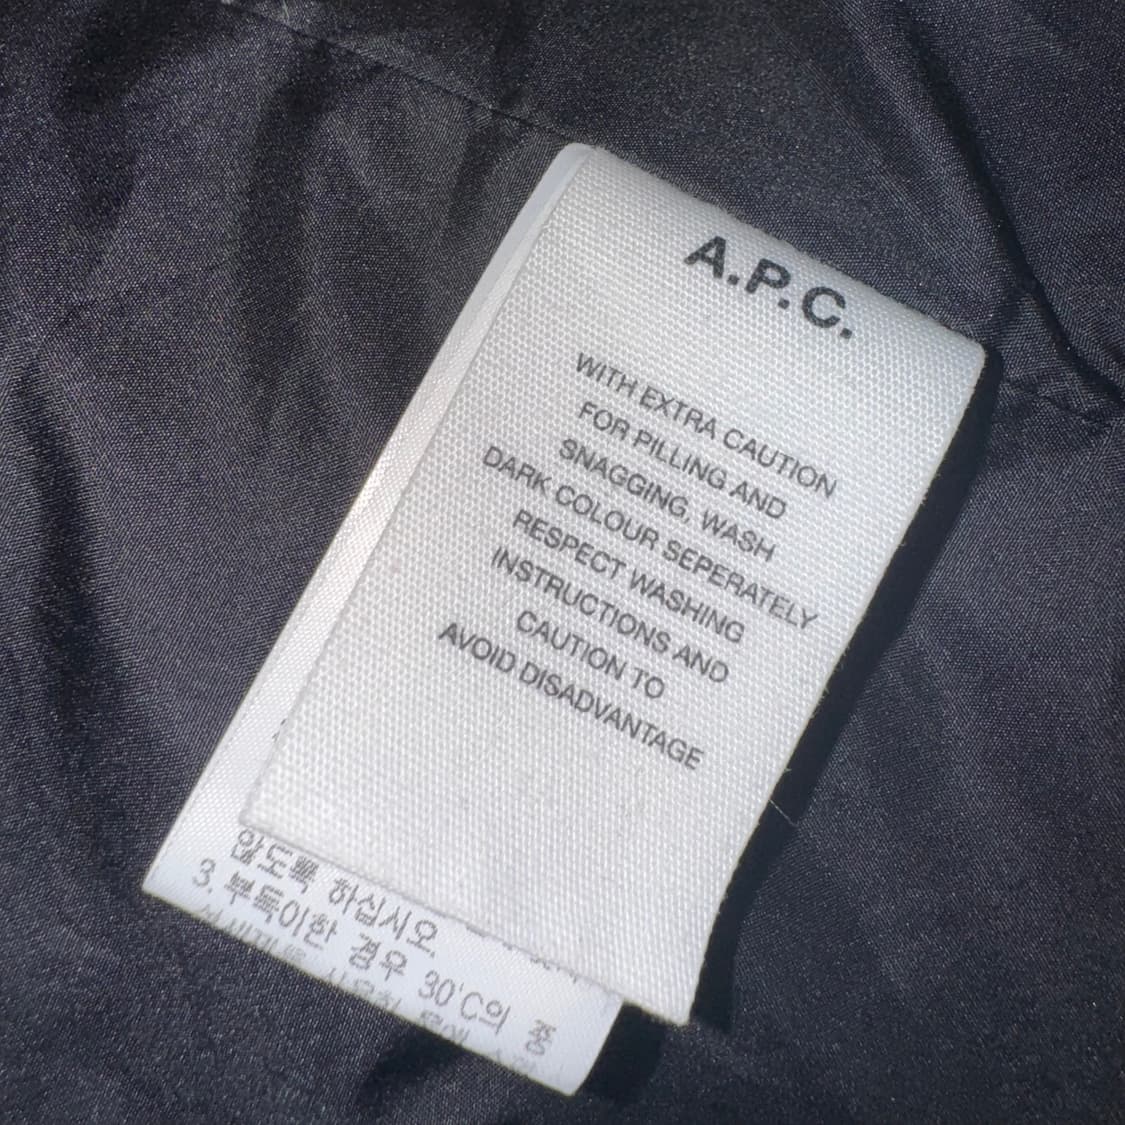 A.P.C.
WITH EXTRA CAUTION
FOR PILLING AND
SNAGGING, WASH
DARK COLOUR SEPERATELY
RESPECT WASHING
INSTRUCTIONS AND
CAUTION TO
AVOID DISADVANTAGE
않도록 하십시오.
3. 부득이한 경우 30'C의 중